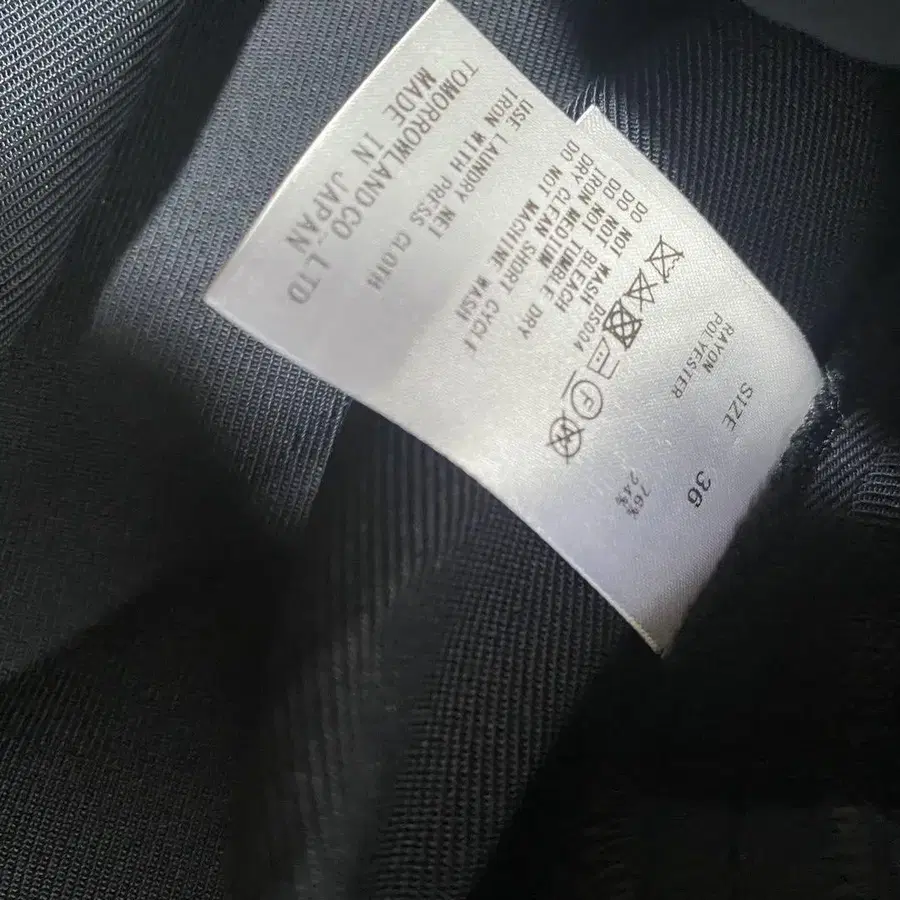 SIZE 36
RAYON 76%
POLYESTER 24%
DO NOT WASH DS004
DO NOT BLEACH
DO NOT TUMBLE DRY
IRON MEDIUM
DRY CLEAN SHORT CYCLE
DO NOT MACHINE WASH
USE LAUNDRY NET
IRON WITH PRESS CLOTH
TOMORROWLAND CO. LTD
MADE IN JAPAN